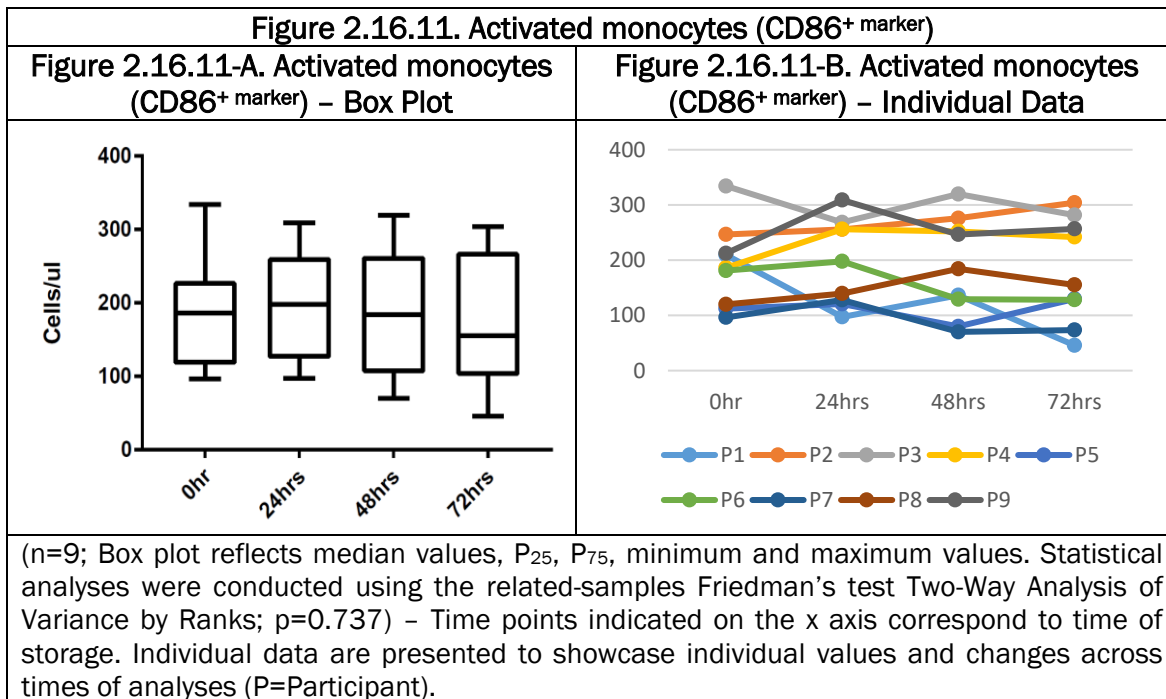 Figure 2.16.11. Activated monocytes (CD86+ marker)
Figure 2.16.11-A. Activated monocytes
(CD86+ marker) – Box Plot
Figure 2.16.11-B. Activated monocytes
(CD86+ marker) – Individual Data
400
300
200
100
0
Cells/ul
0hr
24hrs
48hrs
72hrs
400
300
200
100
0
0hr 24hrs 48hrs 72hrs
P1 P2 P3 P4 P5
P6 P7 P8 P9
(n=9; Box plot reflects median values, P25, P75, minimum and maximum values. Statistical
analyses were conducted using the related-samples Friedman’s test Two-Way Analysis of
Variance by Ranks; p=0.737) – Time points indicated on the x axis correspond to time of
storage. Individual data are presented to showcase individual values and changes across
times of analyses (P=Participant).